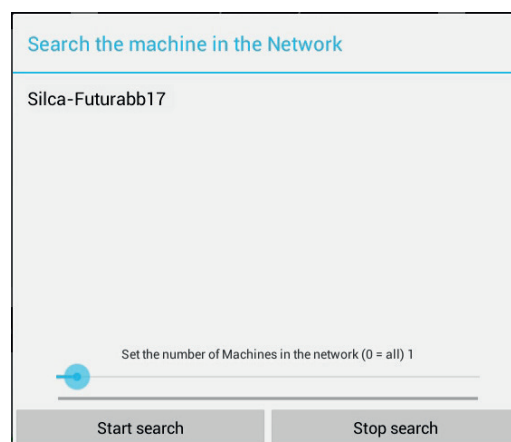 Search the machine in the Network
Silca-Futurabb17
Set the number of Machines in the network (0 = all) 1
Start search
Stop search